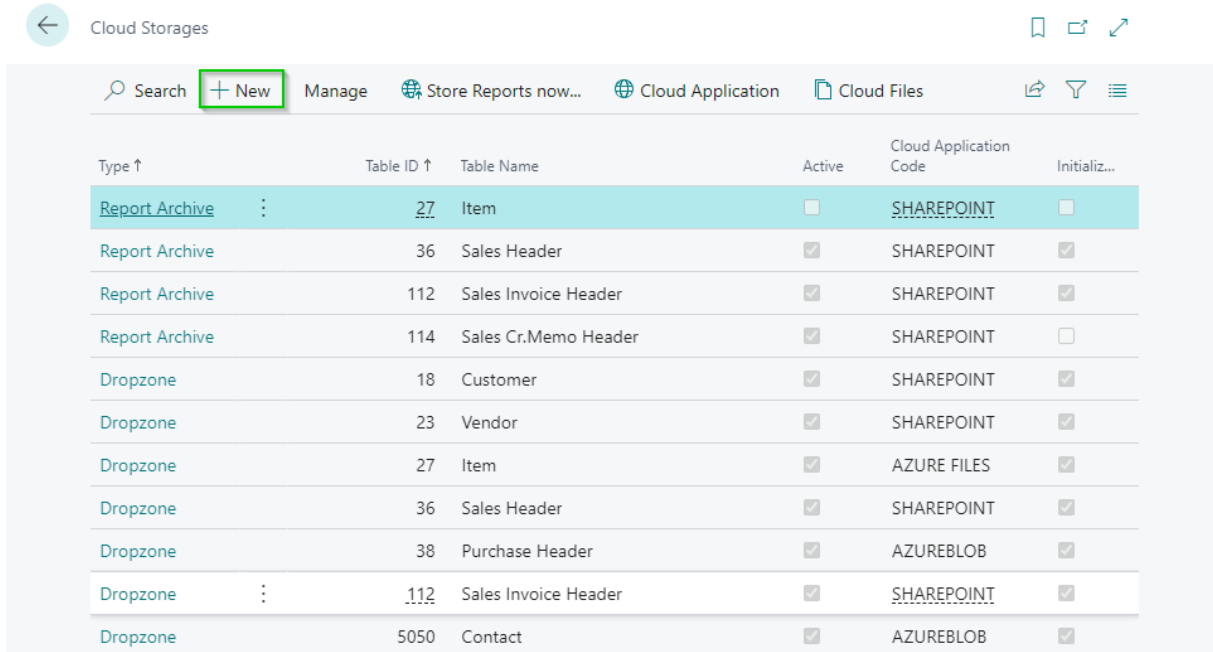 Cloud Storages
Search New Manage Store Reports now... Cloud Application Cloud Files
Type ↑ Table ID ↑ Table Name Active Cloud Application Code Initializ...
Report Archive 27 Item SHAREPOINT
Report Archive 36 Sales Header SHAREPOINT
Report Archive 112 Sales Invoice Header SHAREPOINT
Report Archive 114 Sales Cr.Memo Header SHAREPOINT
Dropzone 18 Customer SHAREPOINT
Dropzone 23 Vendor SHAREPOINT
Dropzone 27 Item AZURE FILES
Dropzone 36 Sales Header SHAREPOINT
Dropzone 38 Purchase Header AZUREBLOB
Dropzone 112 Sales Invoice Header SHAREPOINT
Dropzone 5050 Contact AZUREBLOB